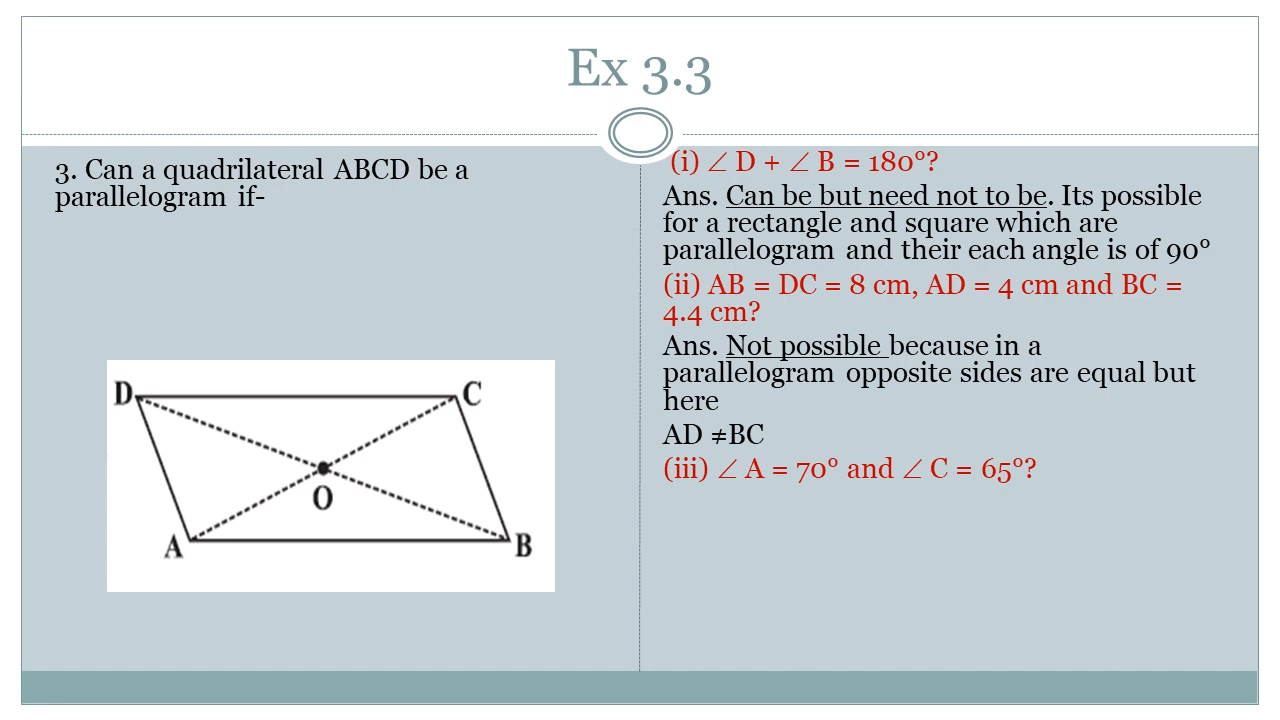 Ex 3.3
3. Can a quadrilateral ABCD be a
parallelogram if-
D
C
O
A
B
(i) ∠ D + ∠ B = 180°?
Ans. Can be but need not to be. Its possible
for a rectangle and square which are
parallelogram and their each angle is of 90°
(ii) AB = DC = 8 cm, AD = 4 cm and BC =
4.4 cm?
Ans. Not possible because in a
parallelogram opposite sides are equal but
here
AD ≠BC
(iii) ∠ A = 70° and ∠ C = 65°?